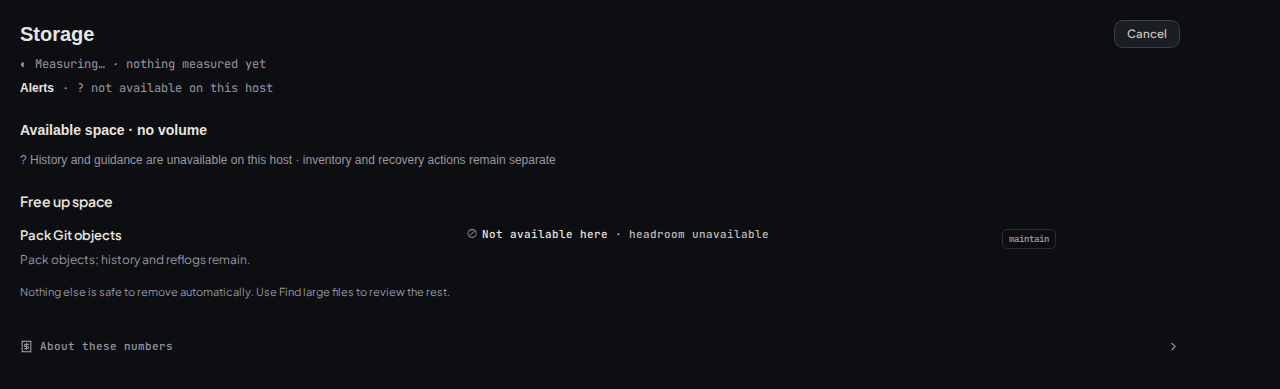 Storage
Cancel
Measuring… · nothing measured yet
Alerts · ? not available on this host
Available space · no volume
? History and guidance are unavailable on this host · inventory and recovery actions remain separate
Free up space
Pack Git objects
Not available here · headroom unavailable
maintain
Pack objects; history and reflogs remain.
Nothing else is safe to remove automatically. Use Find large files to review the rest.
About these numbers